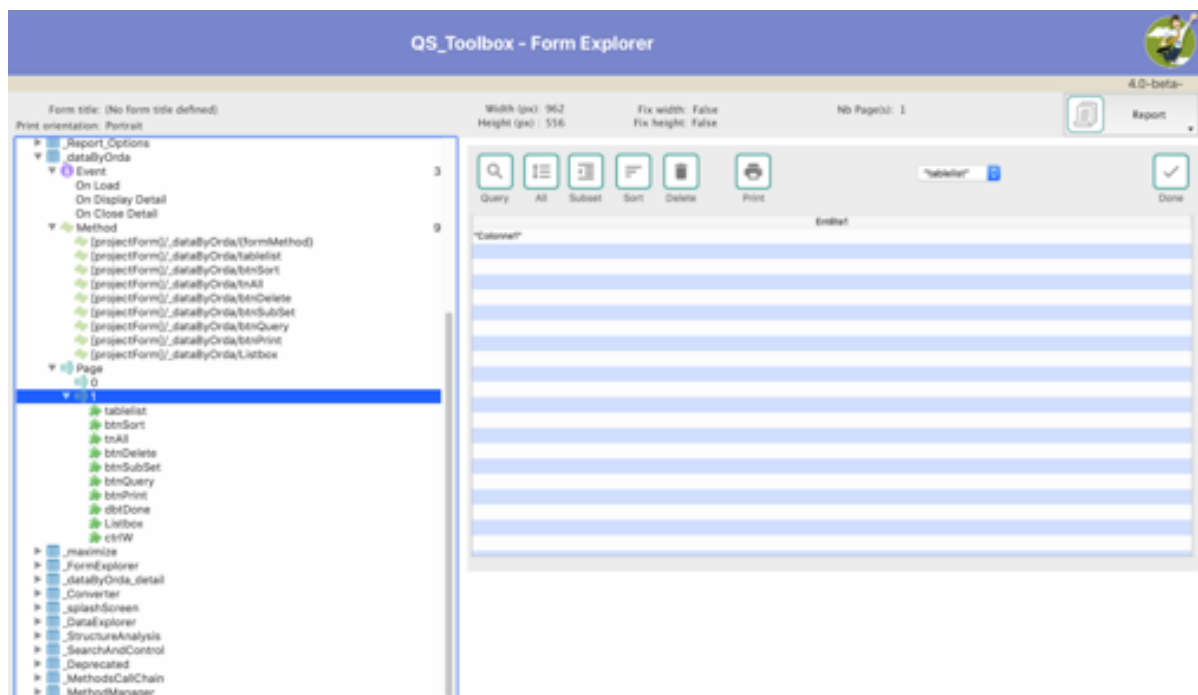 QS_Toolbox - Form Explorer
4.0-beta-
Form title: (No form title defined)
Print orientation: Portrait
Width (px): 962
Height (px) : 556
Fix width: False
Fix height: False
Nb Page(s): 1
Report
_Report_Options
_dataByOrda
Event 3
On Load
On Display Detail
On Close Detail
Method 9
[projectForm]/_dataByOrda/(formMethod)
[projectForm]/_dataByOrda/tablelist
[projectForm]/_dataByOrda/btnSort
[projectForm]/_dataByOrda/tnAll
[projectForm]/_dataByOrda/btnDelete
[projectForm]/_dataByOrda/btnSubSet
[projectForm]/_dataByOrda/btnQuery
[projectForm]/_dataByOrda/btnPrint
[projectForm]/_dataByOrda/Listbox
Page
0
1
tablelist
btnSort
tnAll
btnDelete
btnSubSet
btnQuery
btnPrint
dbtDone
Listbox
ctrlW
_maximize
_FormExplorer
_dataByOrda_detail
_Converter
_splashScreen
_DataExplorer
_StructureAnalysis
_SearchAndControl
_Deprecated
_MethodsCallChain
_MethodManager
Query All Subset Sort Delete Print
"tablelist"
Done
Entête1
"Colonne1"